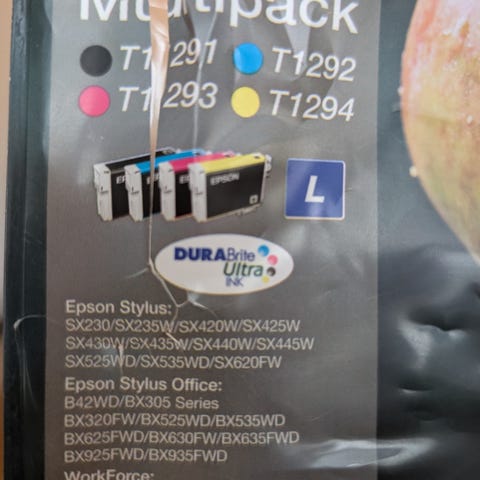 Multipack
T1291 T1292
T1293 T1294
EPSON
L
DURABrite
Ultra
INK
Epson Stylus:
SX230/SX235W/SX420W/SX425W
SX430W/SX435W/SX440W/SX445W
SX525WD/SX535WD/SX620FW
Epson Stylus Office:
B42WD/BX305 Series
BX320FW/BX525WD/BX535WD
BX625FWD/BX630FW/BX635FWD
BX925FWD/BX935FWD
WorkForce: